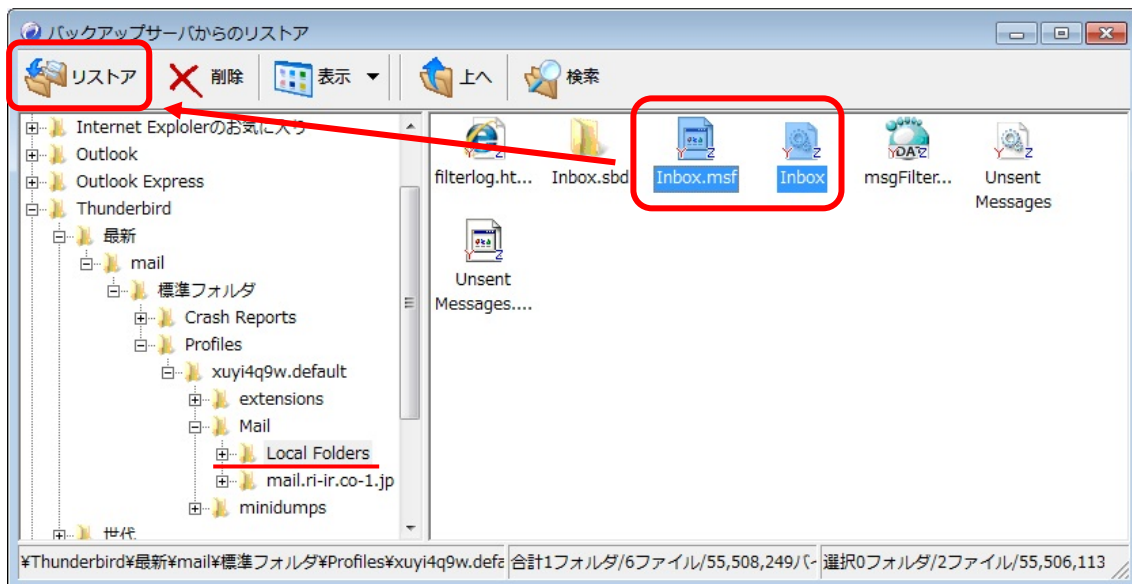 バックアップサーバからのリストア
リストア 削除 表示 上へ 検索
Internet Explolerのお気に入り
Outlook
Outlook Express
Thunderbird
最新
mail
標準フォルダ
Crash Reports
Profiles
xuyi4q9w.default
extensions
Mail
Local Folders
mail.ri-ir.co-1.jp
minidumps
世代
filterlog.ht... Inbox.sbd Inbox.msf Inbox msgFilter... Unsent
Messages
Unsent
Messages....
¥Thunderbird¥最新¥mail¥標準フォルダ¥Profiles¥xuyi4q9w.defa 合計1フォルダ/6ファイル/55,508,249バイ 選択0フォルダ/2ファイル/55,506,113